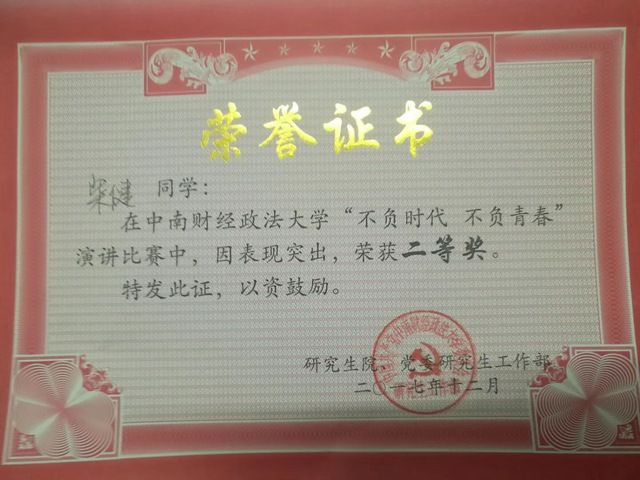 荣誉证书
柴健 同学：
在中南财经政法大学“不负时代 不负青春”
演讲比赛中，因表现突出，荣获二等奖。
特发此证，以资鼓励。
研究生院、党委研究生工作部
二〇一七年十二月